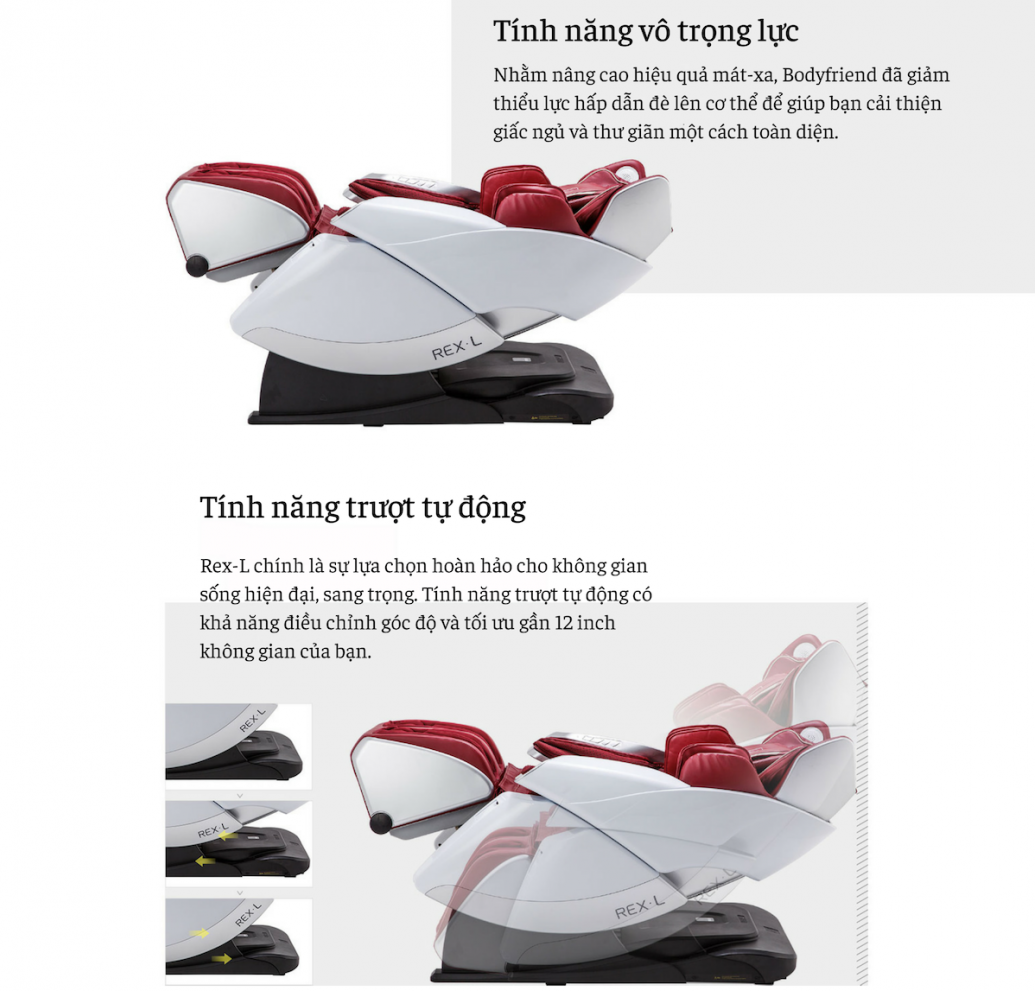 Tính năng vô trọng lực
Nhằm nâng cao hiệu quả mát-xa, Bodyfriend đã giảm
thiểu lực hấp dẫn đè lên cơ thể để giúp bạn cải thiện
giấc ngủ và thư giãn một cách toàn diện.
REX·L
Tính năng trượt tự động
Rex-L chính là sự lựa chọn hoàn hảo cho không gian
sống hiện đại, sang trọng. Tính năng trượt tự động có
khả năng điều chỉnh góc độ và tối ưu gần 12 inch
không gian của bạn.
REX·L
REX·L
REX·L
REX·L
REX·L